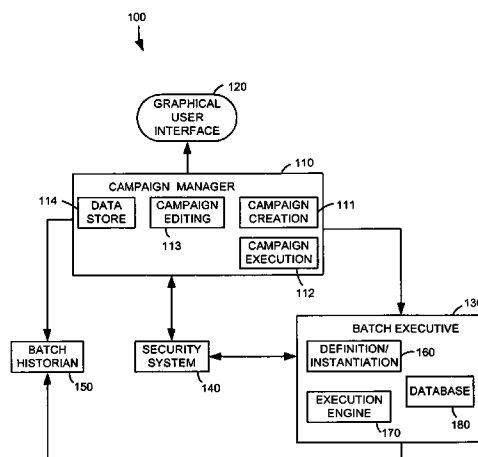 100
120
GRAPHICAL
USER
INTERFACE
110
CAMPAIGN MANAGER
114
DATA
STORE
CAMPAIGN
EDITING
113
CAMPAIGN
CREATION
111
CAMPAIGN
EXECUTION
112
130
BATCH EXECUTIVE
BATCH
HISTORIAN
150
SECURITY
SYSTEM
140
DEFINITION/
INSTANTIATION
160
EXECUTION
ENGINE
170
DATABASE
180